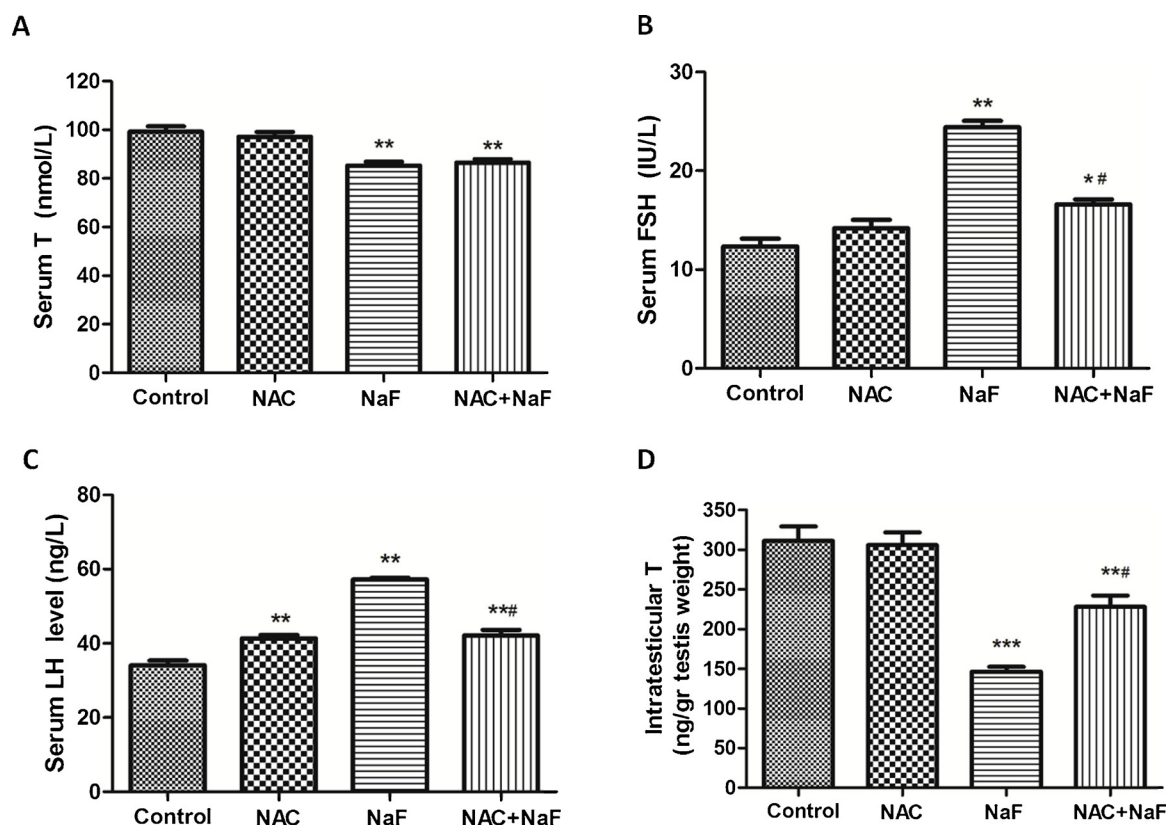 A
Serum T (nmol/L)
120
100
80
60
40
20
0
**
**
Control
NAC
NaF
NAC+NaF
B
Serum FSH (IU/L)
30
20
10
0
**
*#
Control
NAC
NaF
NAC+NaF
C
Serum LH level (ng/L)
80
60
40
20
0
**
**
**#
Control
NAC
NaF
NAC+NaF
D
Intratesticular T
(ng/gr testis weight)
350
300
250
200
150
100
50
0
***
**#
Control
NAC
NaF
NAC+NaF